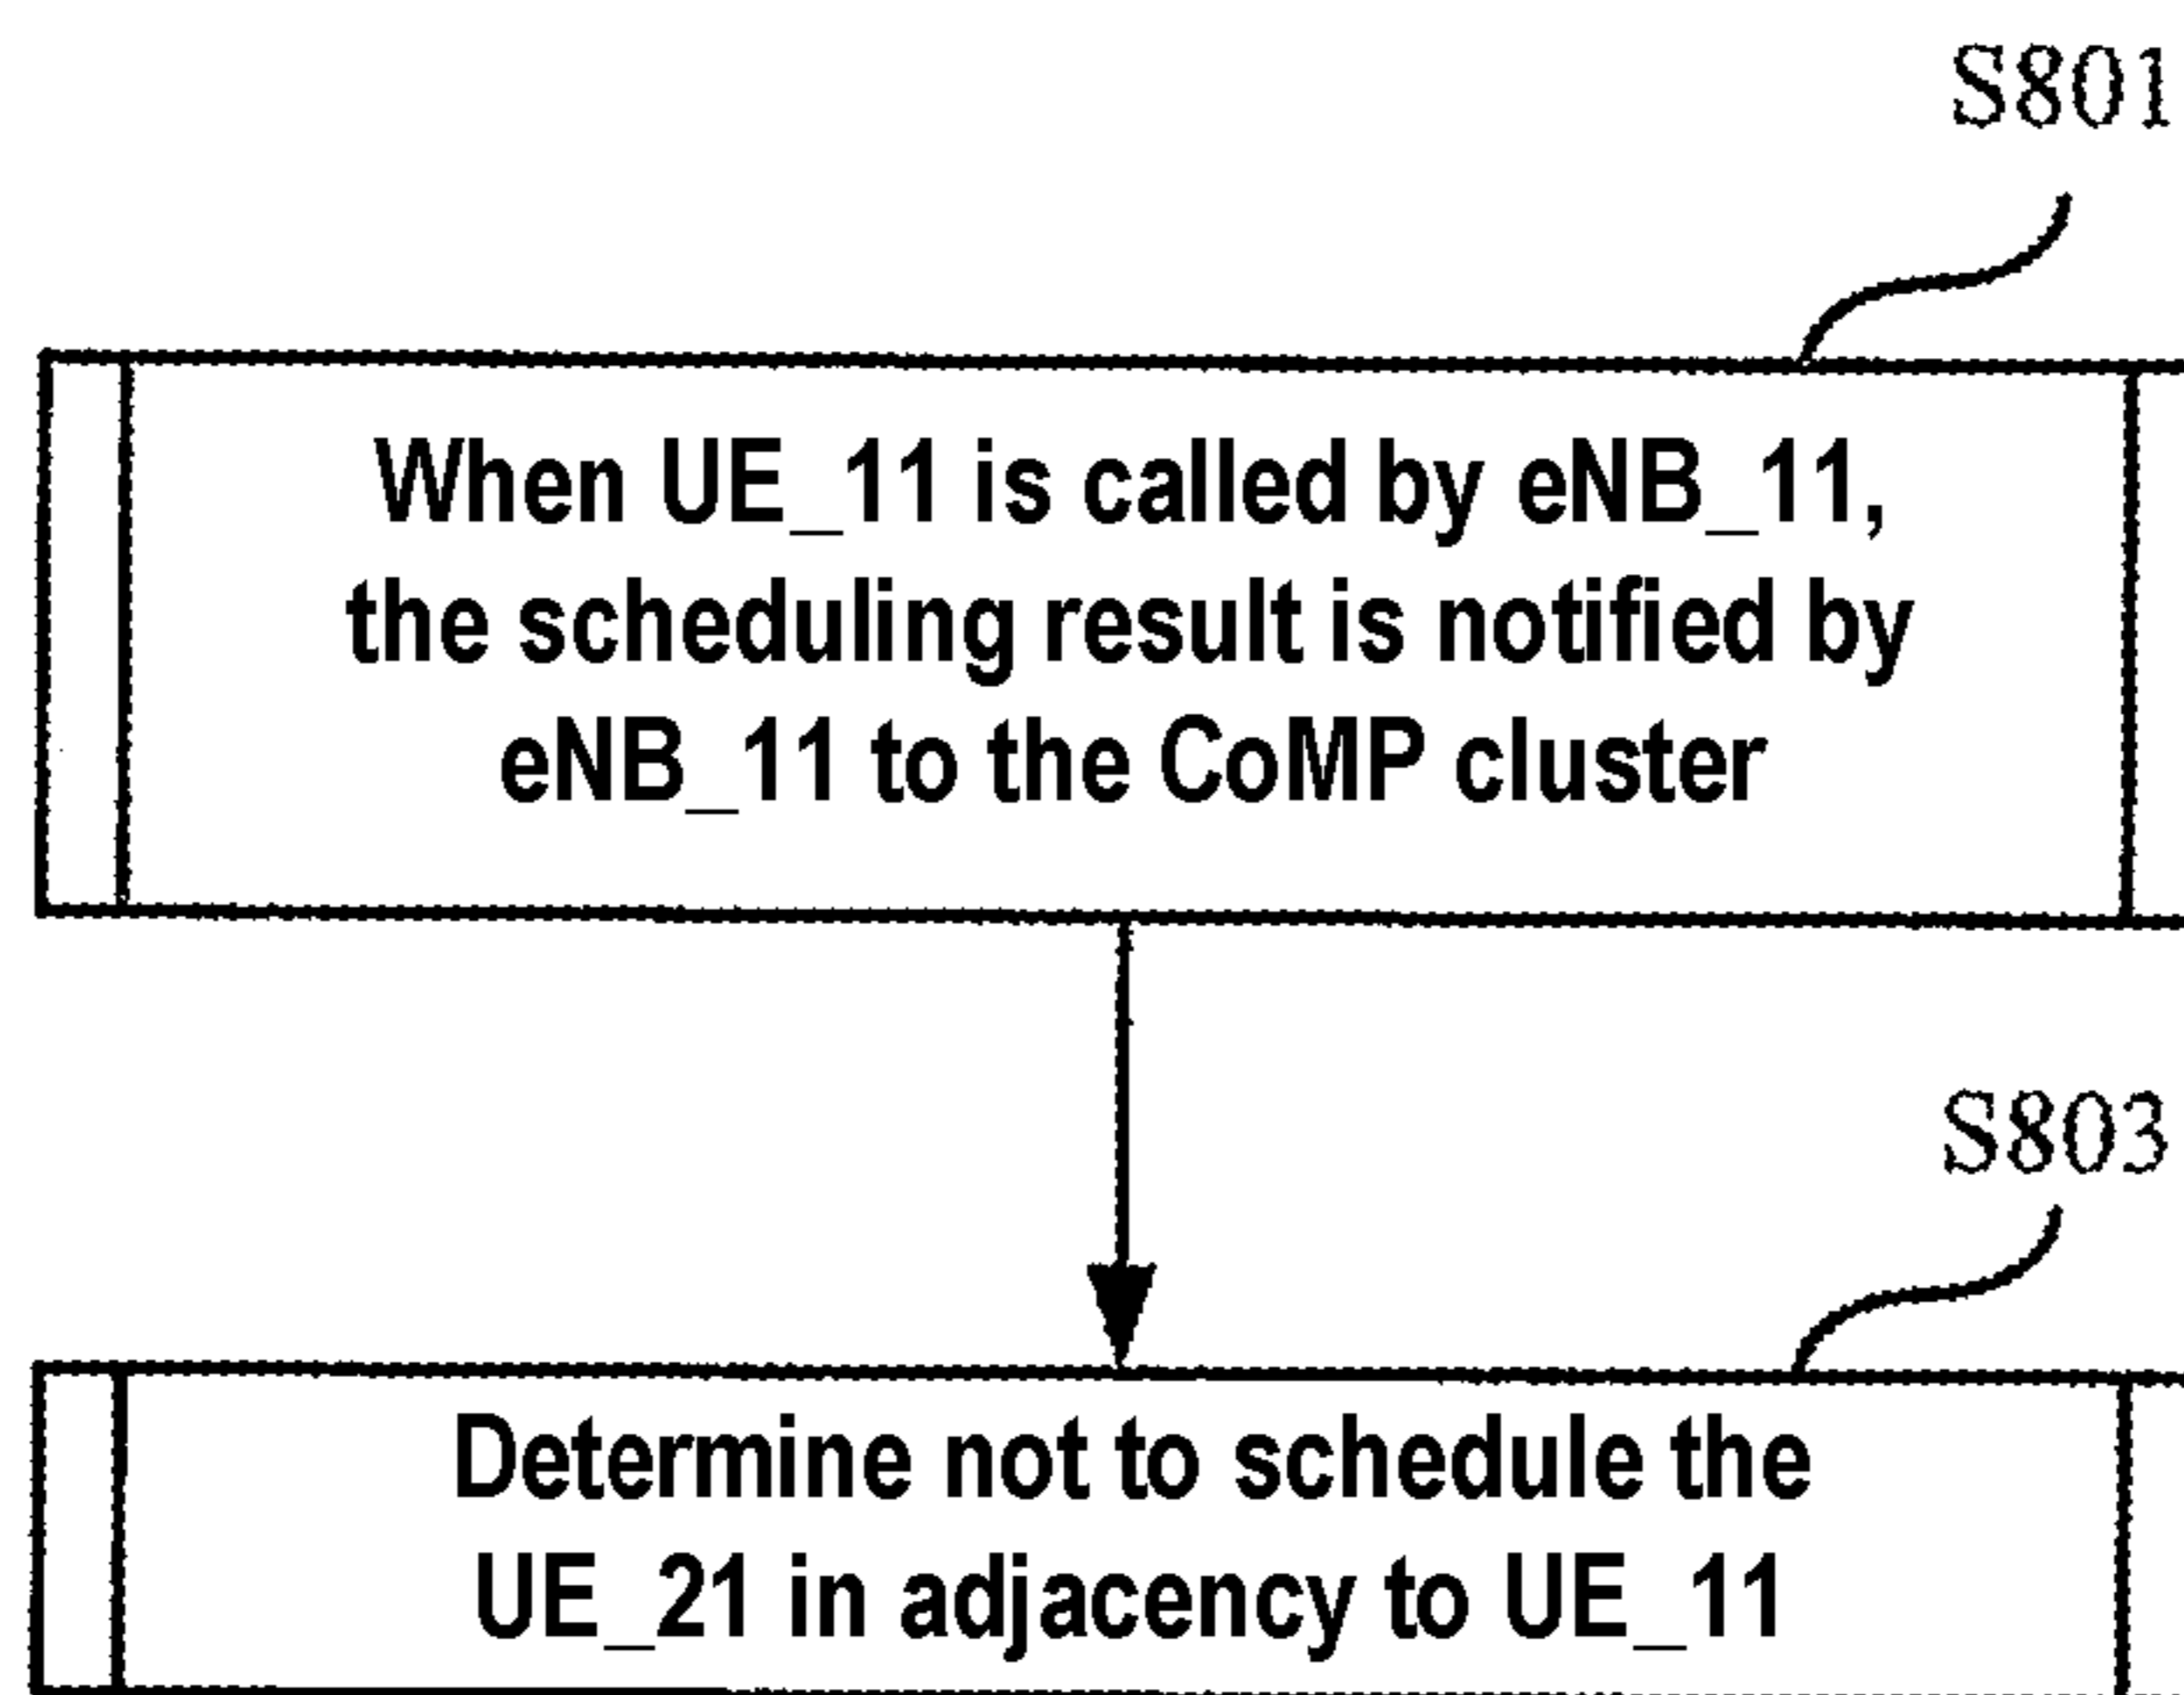 S801
When UE_11 is called by eNB_11,
the scheduling result is notified by
eNB_11 to the CoMP cluster
S803
Determine not to schedule the
UE_21 in adjacency to UE_11